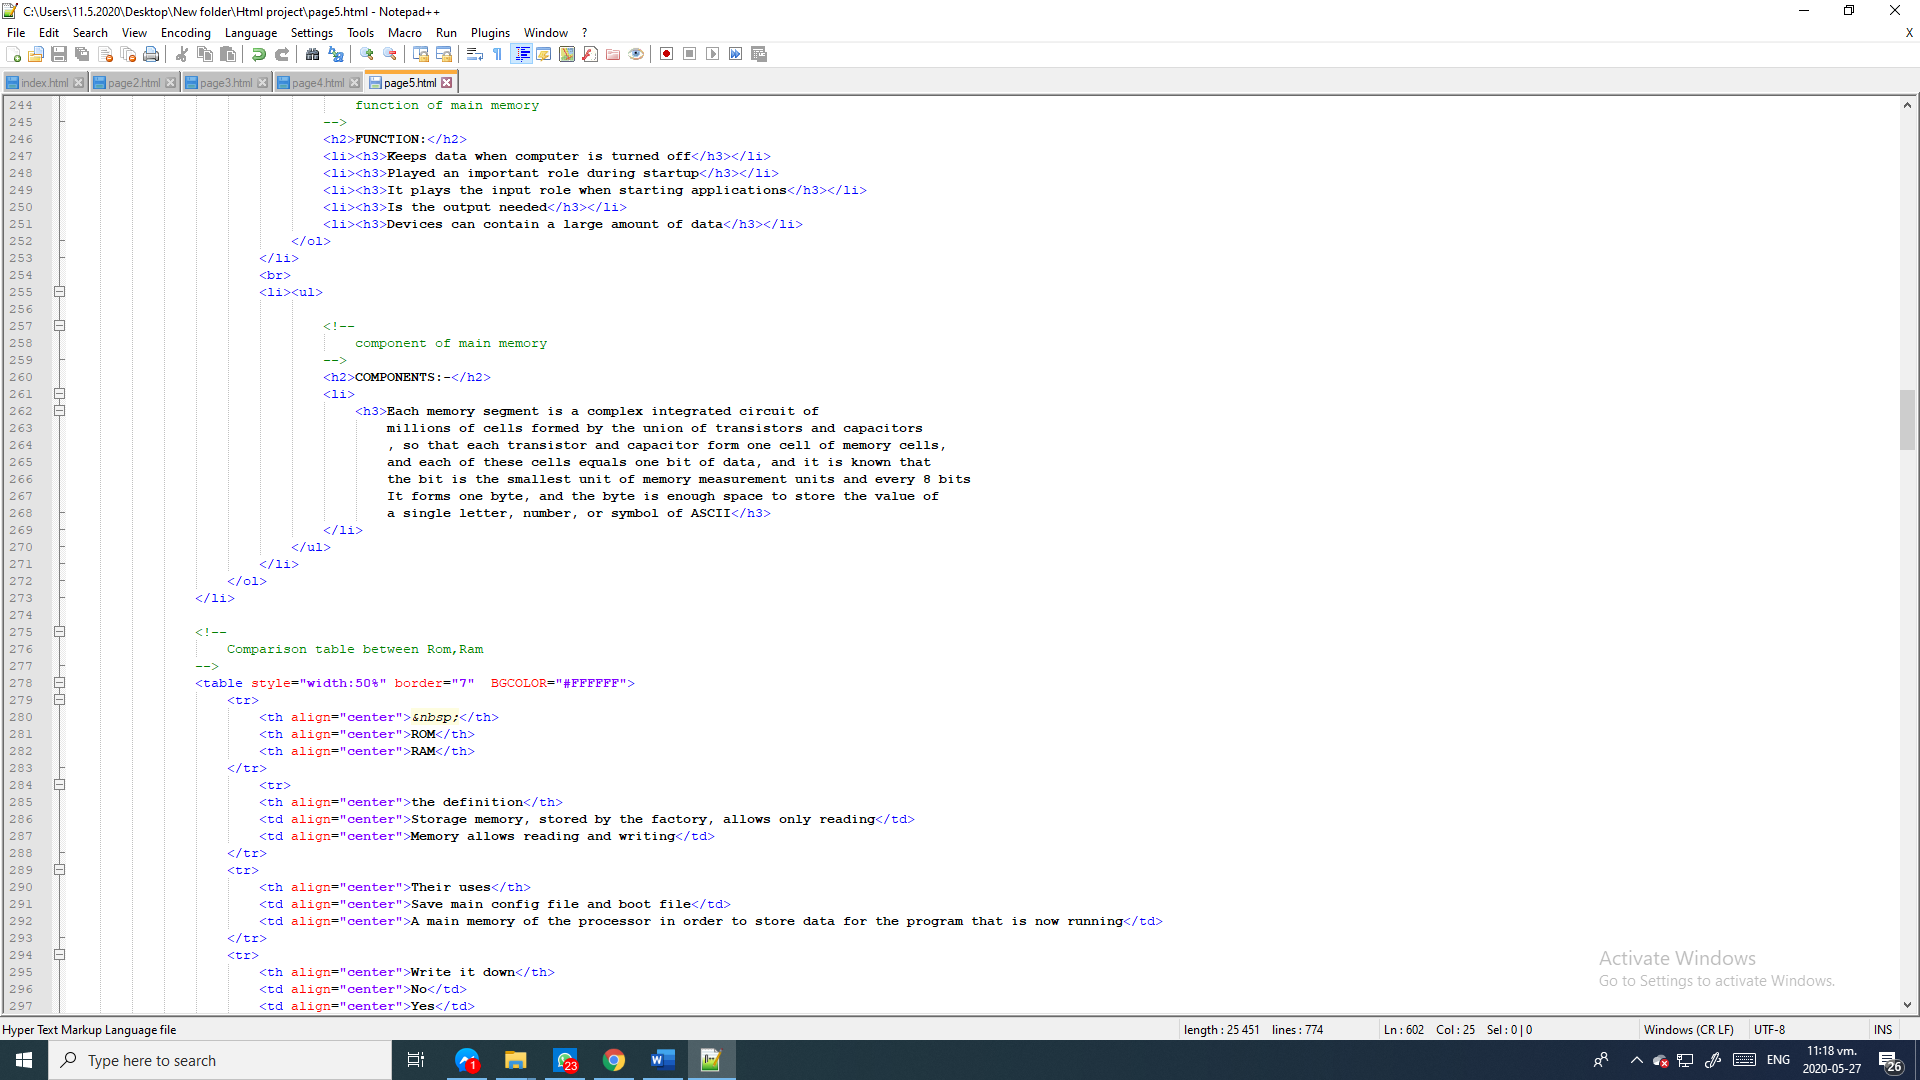 C:\Users\11.5.2020\Desktop\New folder\Html project\page5.html - Notepad++
File Edit Search View Encoding Language Settings Tools Macro Run Plugins Window ? X
index.html page2.html page3.html page4.html page5.html
244 function of main memory
245 -->
246 <h2>FUNCTION:</h2>
247 <li><h3>Keeps data when computer is turned off</h3></li>
248 <li><h3>Played an important role during startup</h3></li>
249 <li><h3>It plays the input role when starting applications</h3></li>
250 <li><h3>Is the output needed</h3></li>
251 <li><h3>Devices can contain a large amount of data</h3></li>
252 </ol>
253 </li>
254 <br>
255 <li><ul>
256
257 <!--
258 component of main memory
259 -->
260 <h2>COMPONENTS:-</h2>
261 <li>
262 <h3>Each memory segment is a complex integrated circuit of
263 millions of cells formed by the union of transistors and capacitors
264 , so that each transistor and capacitor form one cell of memory cells,
265 and each of these cells equals one bit of data, and it is known that
266 the bit is the smallest unit of memory measurement units and every 8 bits
267 It forms one byte, and the byte is enough space to store the value of
268 a single letter, number, or symbol of ASCII</h3>
269 </li>
270 </ul>
271 </li>
272 </ol>
273 </li>
274
275 <!--
276 Comparison table between Rom,Ram
277 -->
278 <table style="width:50%" border="7" BGCOLOR="#FFFFFF">
279 <tr>
280 <th align="center">&nbsp;</th>
281 <th align="center">ROM</th>
282 <th align="center">RAM</th>
283 </tr>
284 <tr>
285 <th align="center">the definition</th>
286 <td align="center">Storage memory, stored by the factory, allows only reading</td>
287 <td align="center">Memory allows reading and writing</td>
288 </tr>
289 <tr>
290 <th align="center">Their uses</th>
291 <td align="center">Save main config file and boot file</td>
292 <td align="center">A main memory of the processor in order to store data for the program that is now running</td>
293 </tr>
294 <tr>
295 <th align="center">Write it down</th>
296 <td align="center">No</td>
297 <td align="center">Yes</td>
Activate Windows
Go to Settings to activate Windows.
Hyper Text Markup Language file length : 25 451 lines : 774 Ln : 602 Col : 25 Sel : 0 | 0 Windows (CR LF) UTF-8 INS
Type here to search 1 23 ENG 11:18 vm. 26
2020-05-27